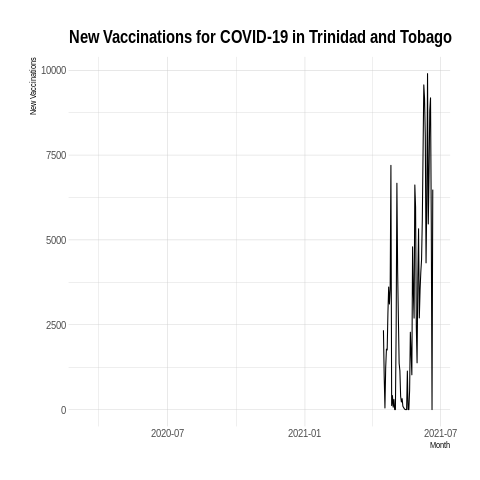 New Vaccinations for COVID-19 in Trinidad and Tobago
New Vaccinations
10000
7500
5000
2500
0
2020-07 2021-01 2021-07
Month